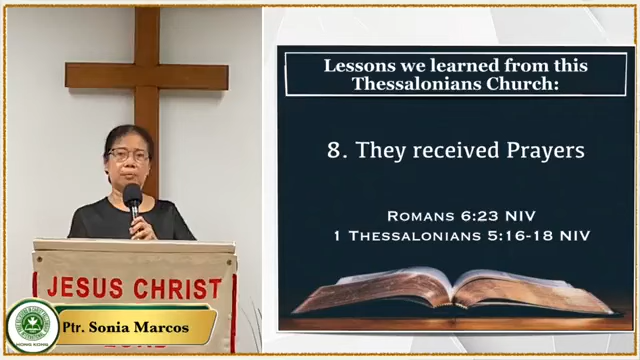 Lessons we learned from this
Thessalonians Church:
8. They received Prayers
Romans 6:23 NIV
1 Thessalonians 5:16-18 NIV
JESUS CHRIST
LORD
Ptr. Sonia Marcos
HONG KONG